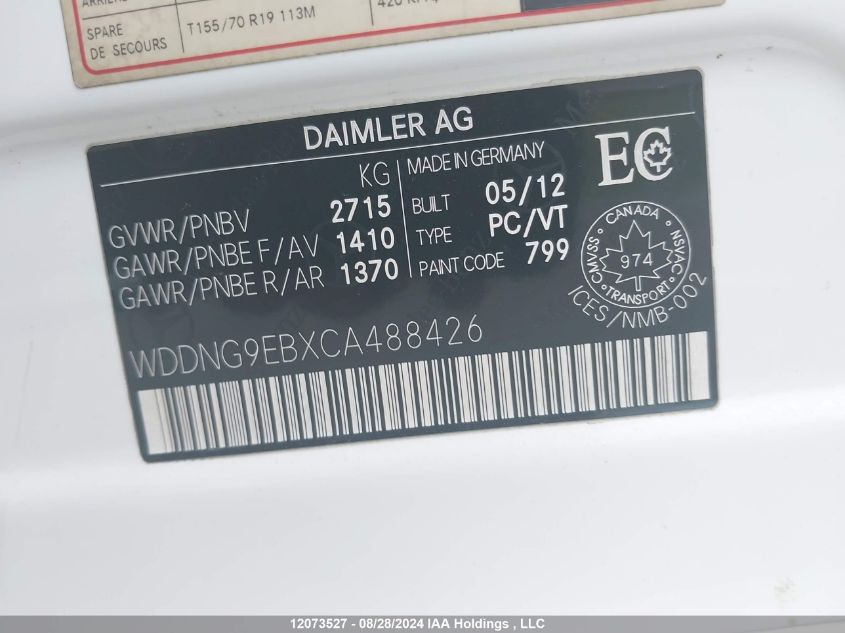 SPARE
DE SECOURS
T155/70 R19 113M
DAIMLER AG
KG
GVWR/PNBV 2715
GAWR/PNBE F/AV 1410
GAWR/PNBE R/AR 1370
MADE IN GERMANY
BUILT 05/12
TYPE PC/VT
PAINT CODE 799
EC
CANADA
CMVSS 974 NSVAC
TRANSPORT
ICES/NMB-002
WDDNG9EBXCA488426
12073527 - 08/28/2024 IAA Holdings , LLC